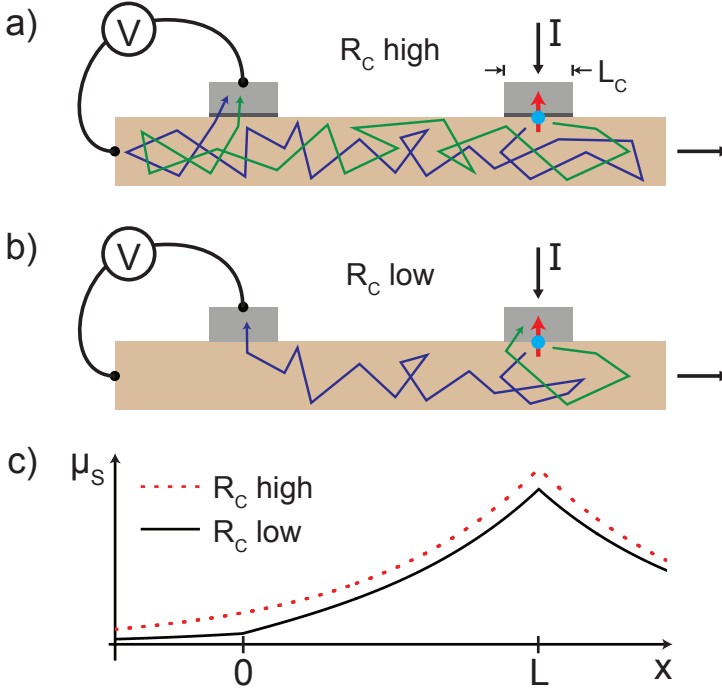 a)
V
R_C high
I
L_C
b)
V
R_C low
I
c)
μ_S
R_C high
R_C low
0
L
x